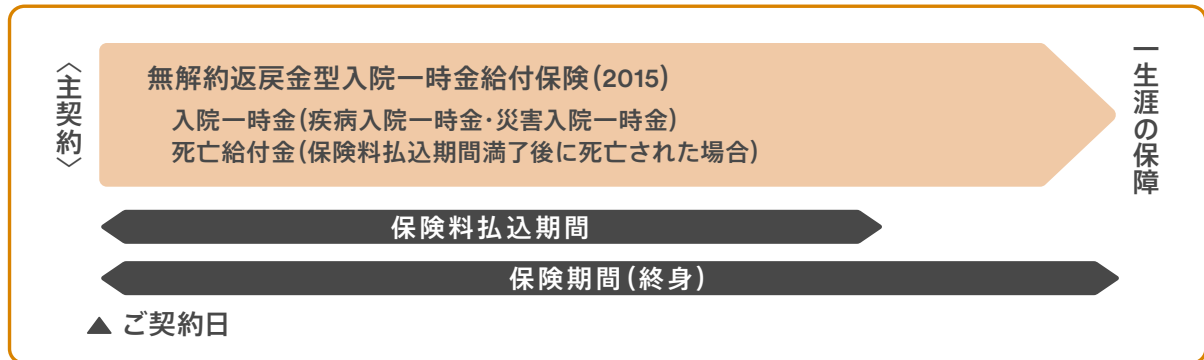 〈主契約〉
無解約返戻金型入院一時金給付保険(2015)
入院一時金(疾病入院一時金・災害入院一時金)
死亡給付金(保険料払込期間満了後に死亡された場合)
一生涯の保障
保険料払込期間
保険期間(終身)
▲ ご契約日